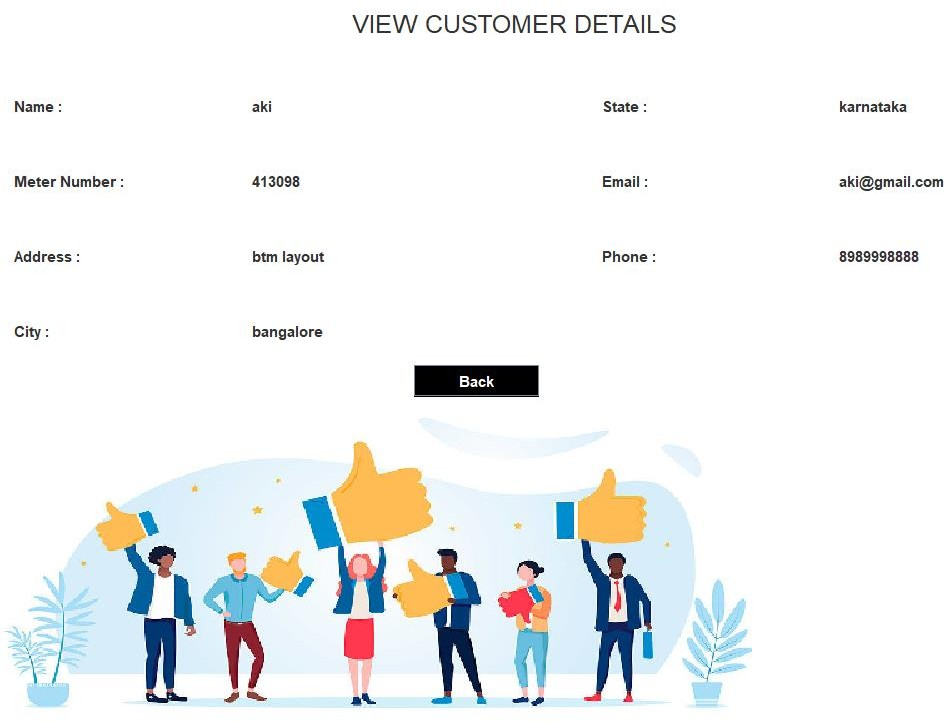 VIEW CUSTOMER DETAILS
Name : aki State : karnataka
Meter Number : 413098 Email : aki@gmail.com
Address : btm layout Phone : 8989998888
City : bangalore
Back